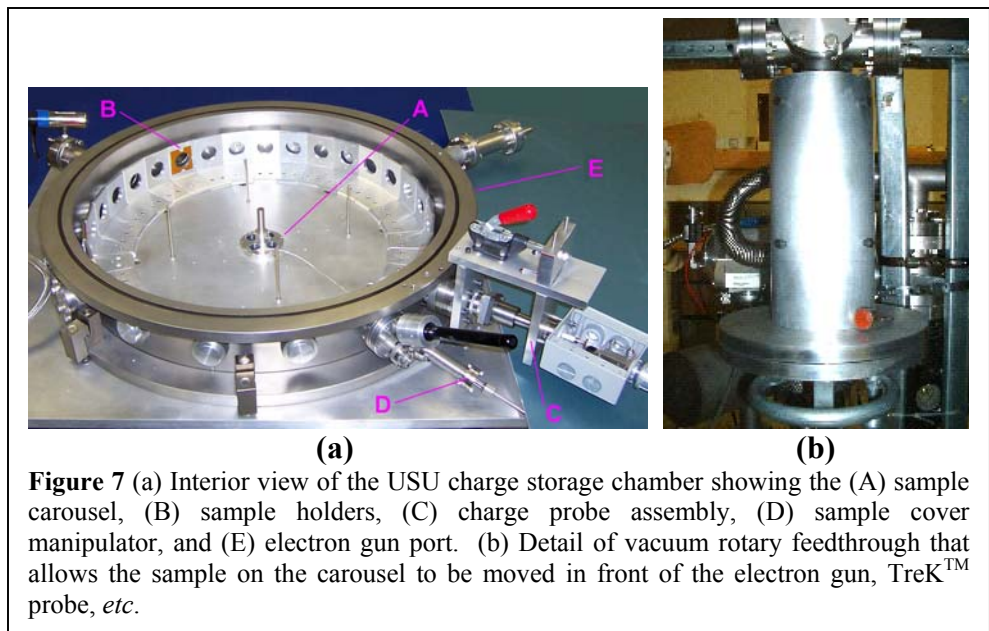 B
A
E
D
C
(a)
(b)
Figure 7 (a) Interior view of the USU charge storage chamber showing the (A) sample
carousel, (B) sample holders, (C) charge probe assembly, (D) sample cover
manipulator, and (E) electron gun port. (b) Detail of vacuum rotary feedthrough that
allows the sample on the carousel to be moved in front of the electron gun, TreK™
probe, etc.